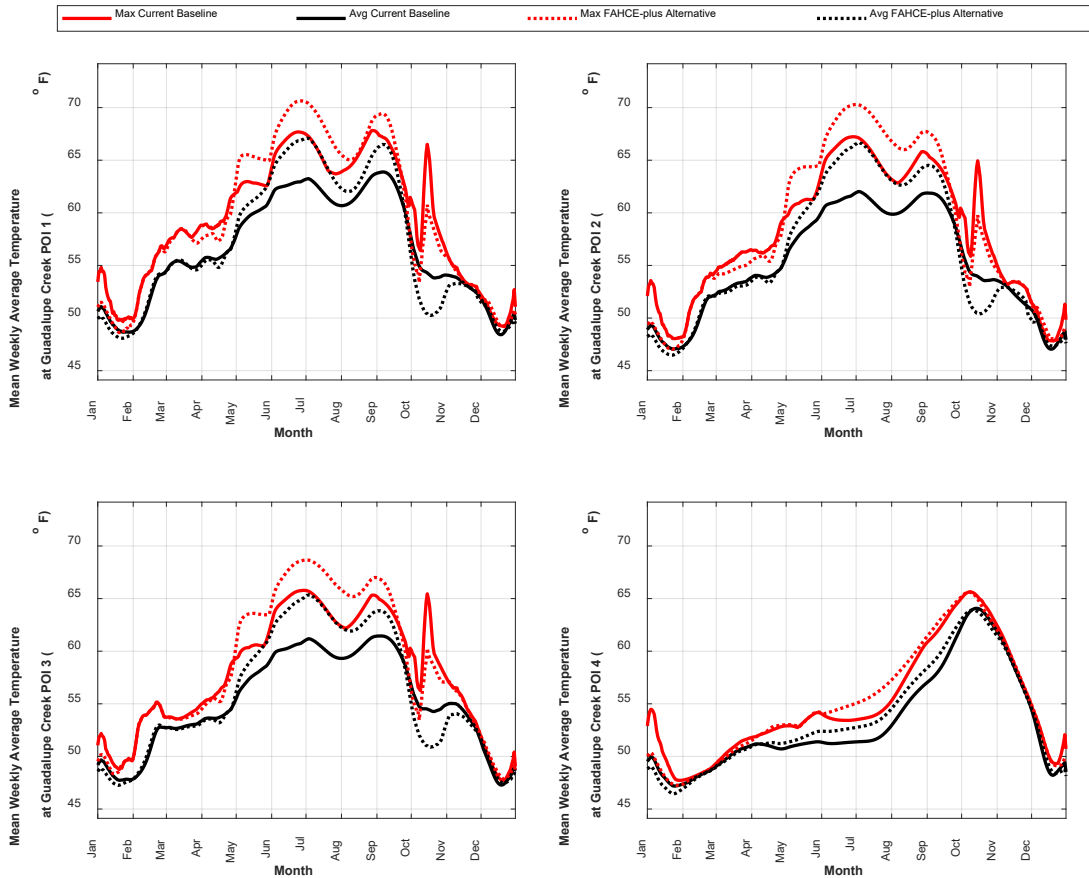 Max Current Baseline Avg Current Baseline Max FAHCE-plus Alternative Avg FAHCE-plus Alternative
Mean Weekly Average Temperature
at Guadalupe Creek POI 1 ( o F)
70
65
60
55
50
45
Jan Feb Mar Apr May Jun Jul Aug Sep Oct Nov Dec
Month
Mean Weekly Average Temperature
at Guadalupe Creek POI 2 ( o F)
70
65
60
55
50
45
Jan Feb Mar Apr May Jun Jul Aug Sep Oct Nov Dec
Month
Mean Weekly Average Temperature
at Guadalupe Creek POI 3 ( o F)
70
65
60
55
50
45
Jan Feb Mar Apr May Jun Jul Aug Sep Oct Nov Dec
Month
Mean Weekly Average Temperature
at Guadalupe Creek POI 4 ( o F)
70
65
60
55
50
45
Jan Feb Mar Apr May Jun Jul Aug Sep Oct Nov Dec
Month